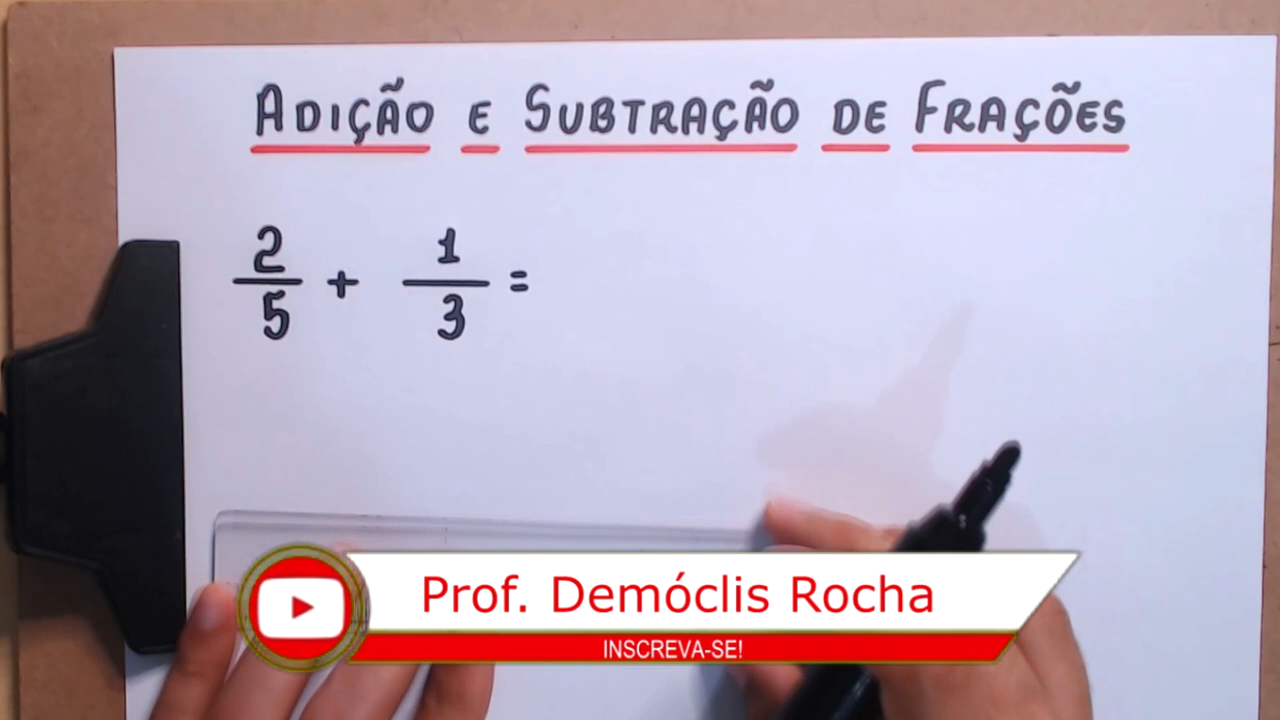 ADIÇÃO E SUBTRAÇÃO DE FRAÇÕES
2/5 + 1/3 =
Prof. Demóclis Rocha
INSCREVA-SE!